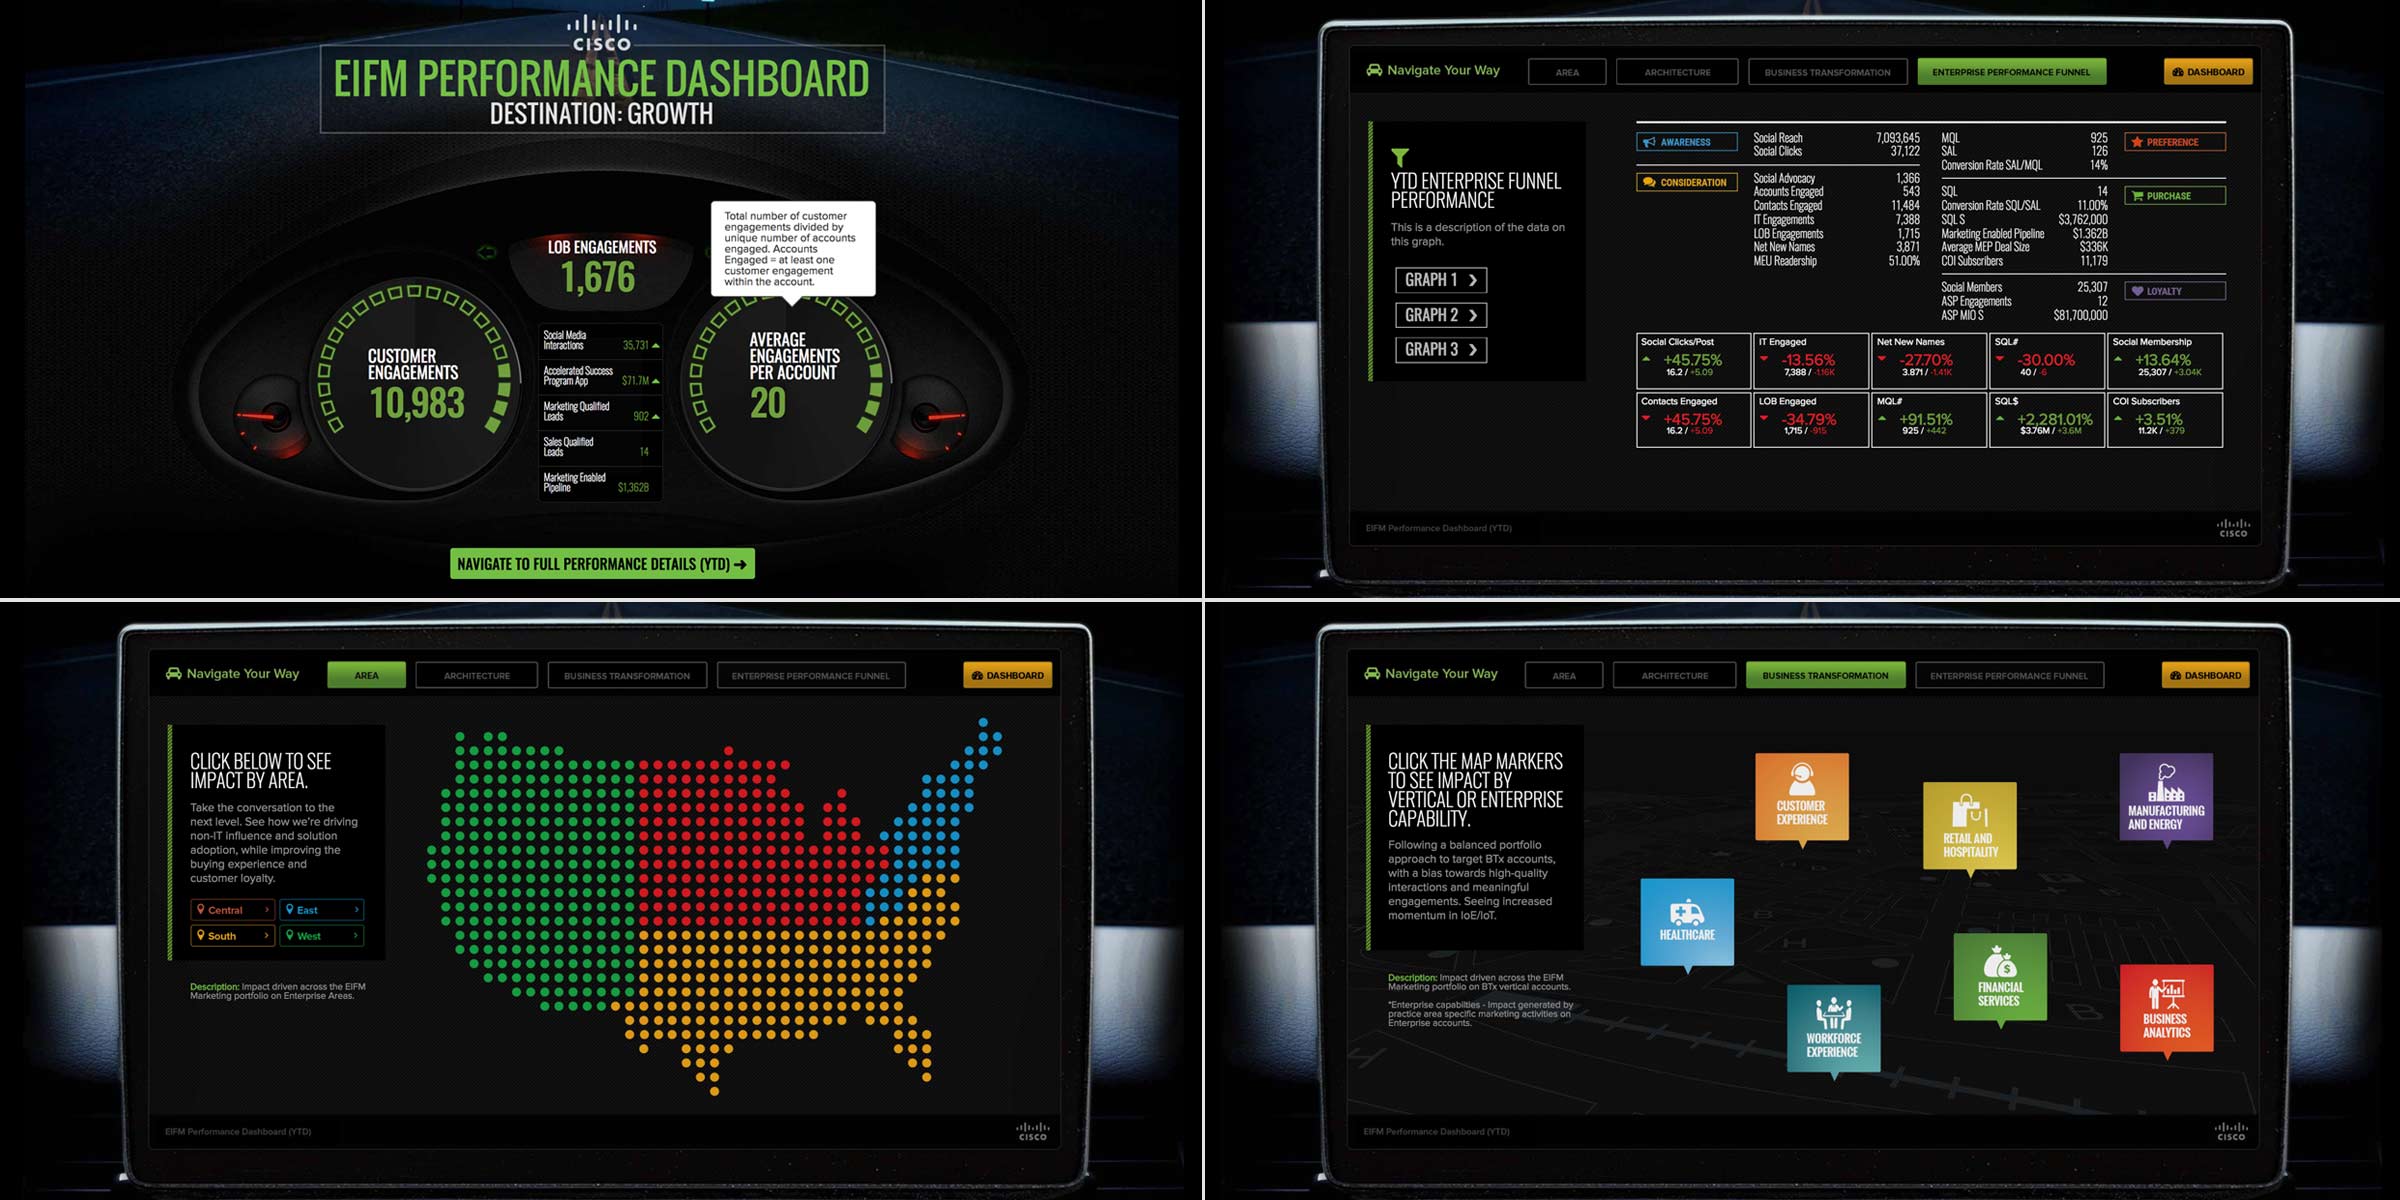 CISCO
EIFM PERFORMANCE DASHBOARD
DESTINATION: GROWTH
LOB ENGAGEMENTS
1,676
Total number of customer
engagements divided by
unique number of accounts
engaged. Accounts
Engaged = at least one
customer engagement
within the account.
CUSTOMER
ENGAGEMENTS
10,983
Social Media
Interactions
35,731
Accelerated Success
Program App
$71.7M
Marketing Qualified
Leads
902
Sales Qualified
Leads
14
Marketing Enabled
Pipeline
$1,362B
AVERAGE
ENGAGEMENTS
PER ACCOUNT
20
NAVIGATE TO FULL PERFORMANCE DETAILS (YTD)
Navigate Your Way
AREA
ARCHITECTURE
BUSINESS TRANSFORMATION
ENTERPRISE PERFORMANCE FUNNEL
DASHBOARD
YTD ENTERPRISE FUNNEL
PERFORMANCE
This is a description of the data on
this graph.
GRAPH 1
GRAPH 2
GRAPH 3
AWARENESS
Social Reach 7,093,645
Social Clicks 37,122
CONSIDERATION
Social Advocacy 1,366
Accounts Engaged 543
Contacts Engaged 11,484
IT Engagements 7,388
LOB Engagements 1,715
Net New Names 3,871
MEU Readership 51.00%
MQL 925
SAL 126
Conversion Rate SAL/MQL 14%
PREFERENCE
SQL 14
Conversion Rate SQL/SAL 11.00%
SQL S $3,762,000
Marketing Enabled Pipeline $1.362B
Average MEP Deal Size $336K
COI Subscribers 11,179
PURCHASE
Social Members 25,307
ASP Engagements 12
ASP MIO S $81,700,000
LOYALTY
Social Clicks/Post
+45.75%
16.2 / +5.09
IT Engaged
-13.56%
7,388 / -1.16K
Net New Names
-27.70%
3.871 / -1.41K
SQL#
-30.00%
40 / -6
Social Membership
+13.64%
25,307 / +3.04K
Contacts Engaged
+45.75%
16.2 / +5.09
LOB Engaged
-34.79%
1,715 / -915
MQL#
+91.51%
925 / +442
SQL$
+2,281.01%
$3.76M / +3.6M
COI Subscribers
+3.51%
11.2K / +379
EIFM Performance Dashboard (YTD)
CISCO
Navigate Your Way
AREA
ARCHITECTURE
BUSINESS TRANSFORMATION
ENTERPRISE PERFORMANCE FUNNEL
DASHBOARD
CLICK BELOW TO SEE
IMPACT BY AREA.
Take the conversation to the
next level. See how we're driving
non-IT influence and solution
adoption, while improving the
buying experience and
customer loyalty.
Central
East
South
West
Description: Impact driven across the EIFM
Marketing portfolio on Enterprise Areas.
EIFM Performance Dashboard (YTD)
CISCO
Navigate Your Way
AREA
ARCHITECTURE
BUSINESS TRANSFORMATION
ENTERPRISE PERFORMANCE FUNNEL
DASHBOARD
CLICK THE MAP MARKERS
TO SEE IMPACT BY
VERTICAL OR ENTERPRISE
CAPABILITY.
Following a balanced portfolio
approach to target BTx accounts,
with a bias towards high-quality
interactions and meaningful
engagements. Seeing increased
momentum in IoE/IoT.
Description: Impact driven across the EIFM
Marketing portfolio on BTx vertical accounts.
*Enterprise capabilties - Impact generated by
practice area specific marketing activities on
Enterprise accounts.
CUSTOMER
EXPERIENCE
RETAIL AND
HOSPITALITY
MANUFACTURING
AND ENERGY
HEALTHCARE
FINANCIAL
SERVICES
WORKFORCE
EXPERIENCE
BUSINESS
ANALYTICS
EIFM Performance Dashboard (YTD)
CISCO